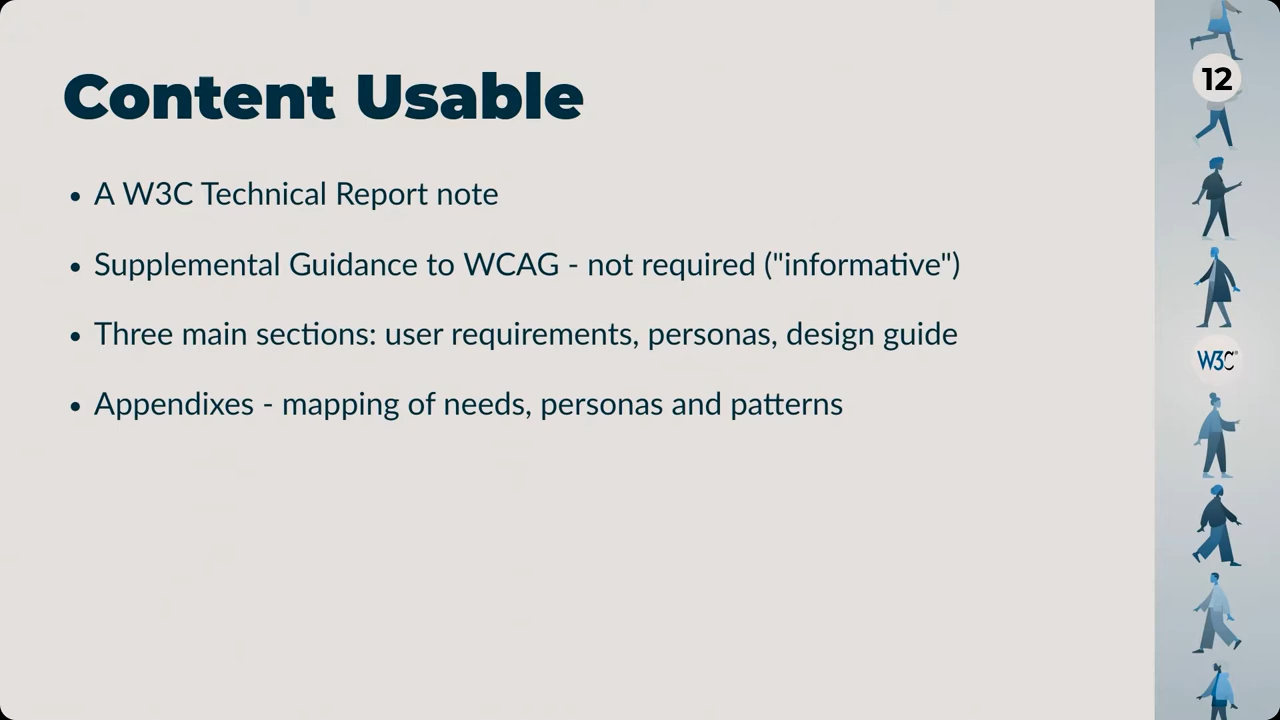 Content Usable
• A W3C Technical Report note
• Supplemental Guidance to WCAG - not required ("informative")
• Three main sections: user requirements, personas, design guide
• Appendixes - mapping of needs, personas and patterns
12
W3C®